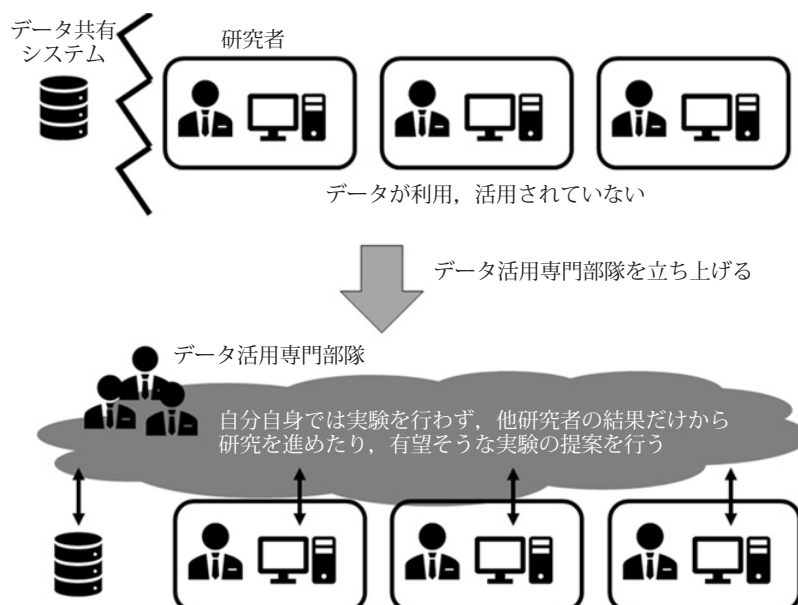 データ共有
システム
研究者
データが利用，活用されていない
データ活用専門部隊を立ち上げる
データ活用専門部隊
自分自身では実験を行わず，他研究者の結果だけから
研究を進めたり，有望そうな実験の提案を行う